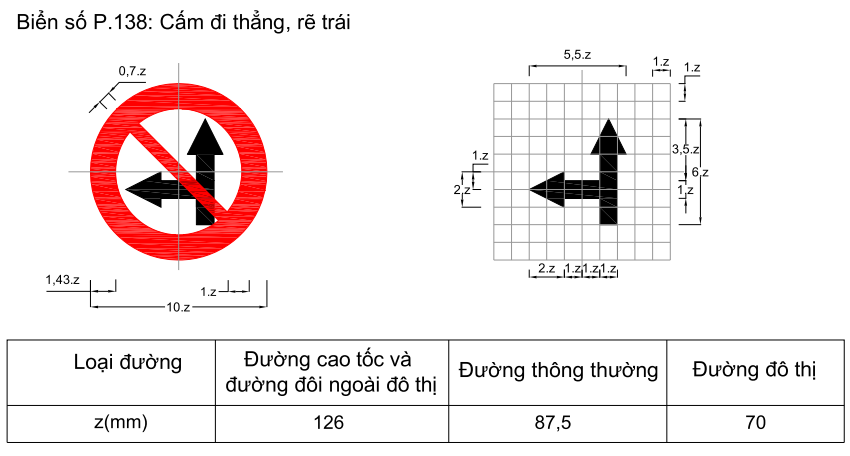 Biển số P.138: Cấm đi thẳng, rẽ trái
0,7.z
1,43.z
1.z
10.z
5,5.z
1.z
1.z
1.z
2.z
3,5.z
6.z
1.z
2.z 1.z 1.z 1.z
Loại đường
Đường cao tốc và
đường đôi ngoài đô thị
Đường thông thường
Đường đô thị
z(mm) 126 87,5 70